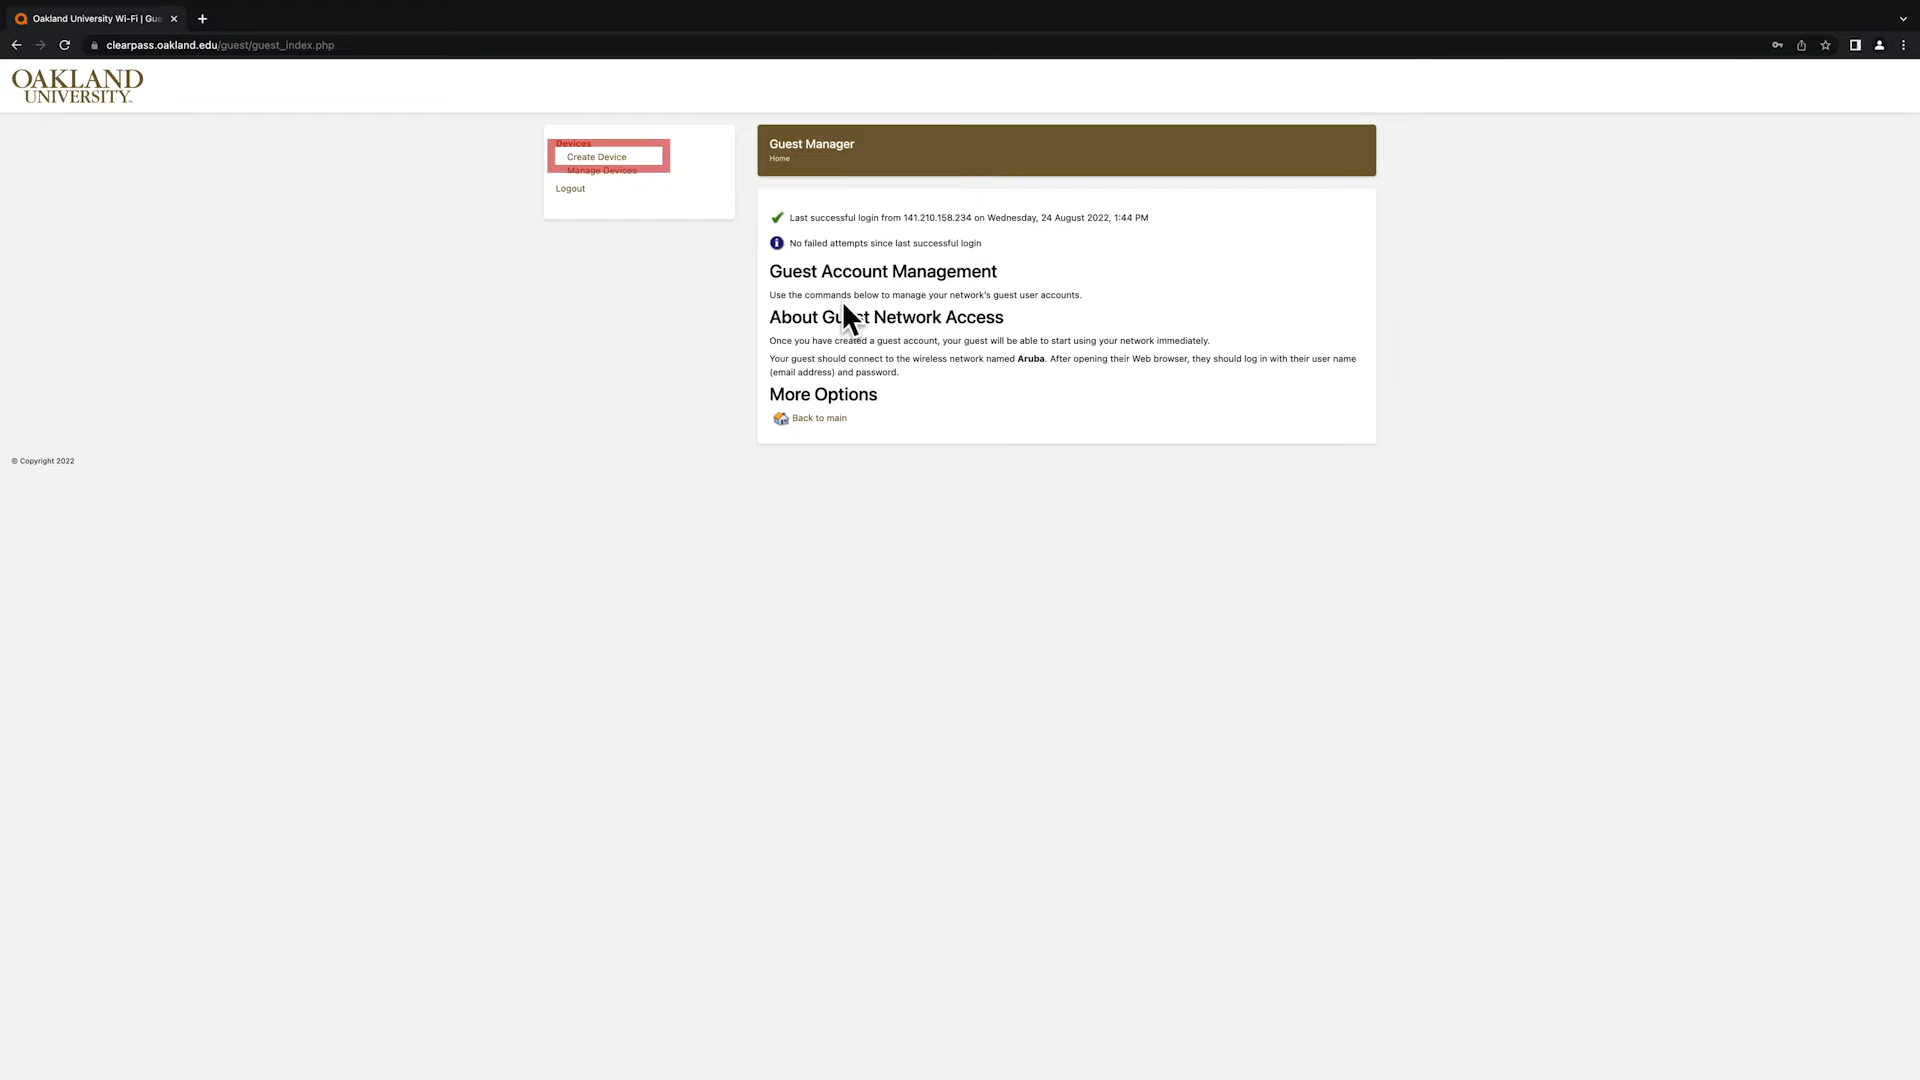 Oakland University Wi-Fi | Gue
clearpass.oakland.edu/guest/guest_index.php
OAKLAND
UNIVERSITY
Devices
Create Device
Manage Devices
Logout
Guest Manager
Home
Last successful login from 141.210.158.234 on Wednesday, 24 August 2022, 1:44 PM
No failed attempts since last successful login
Guest Account Management
Use the commands below to manage your network's guest user accounts.
About Guest Network Access
Once you have created a guest account, your guest will be able to start using your network immediately.
Your guest should connect to the wireless network named Aruba. After opening their Web browser, they should log in with their user name
(email address) and password.
More Options
Back to main
© Copyright 2022